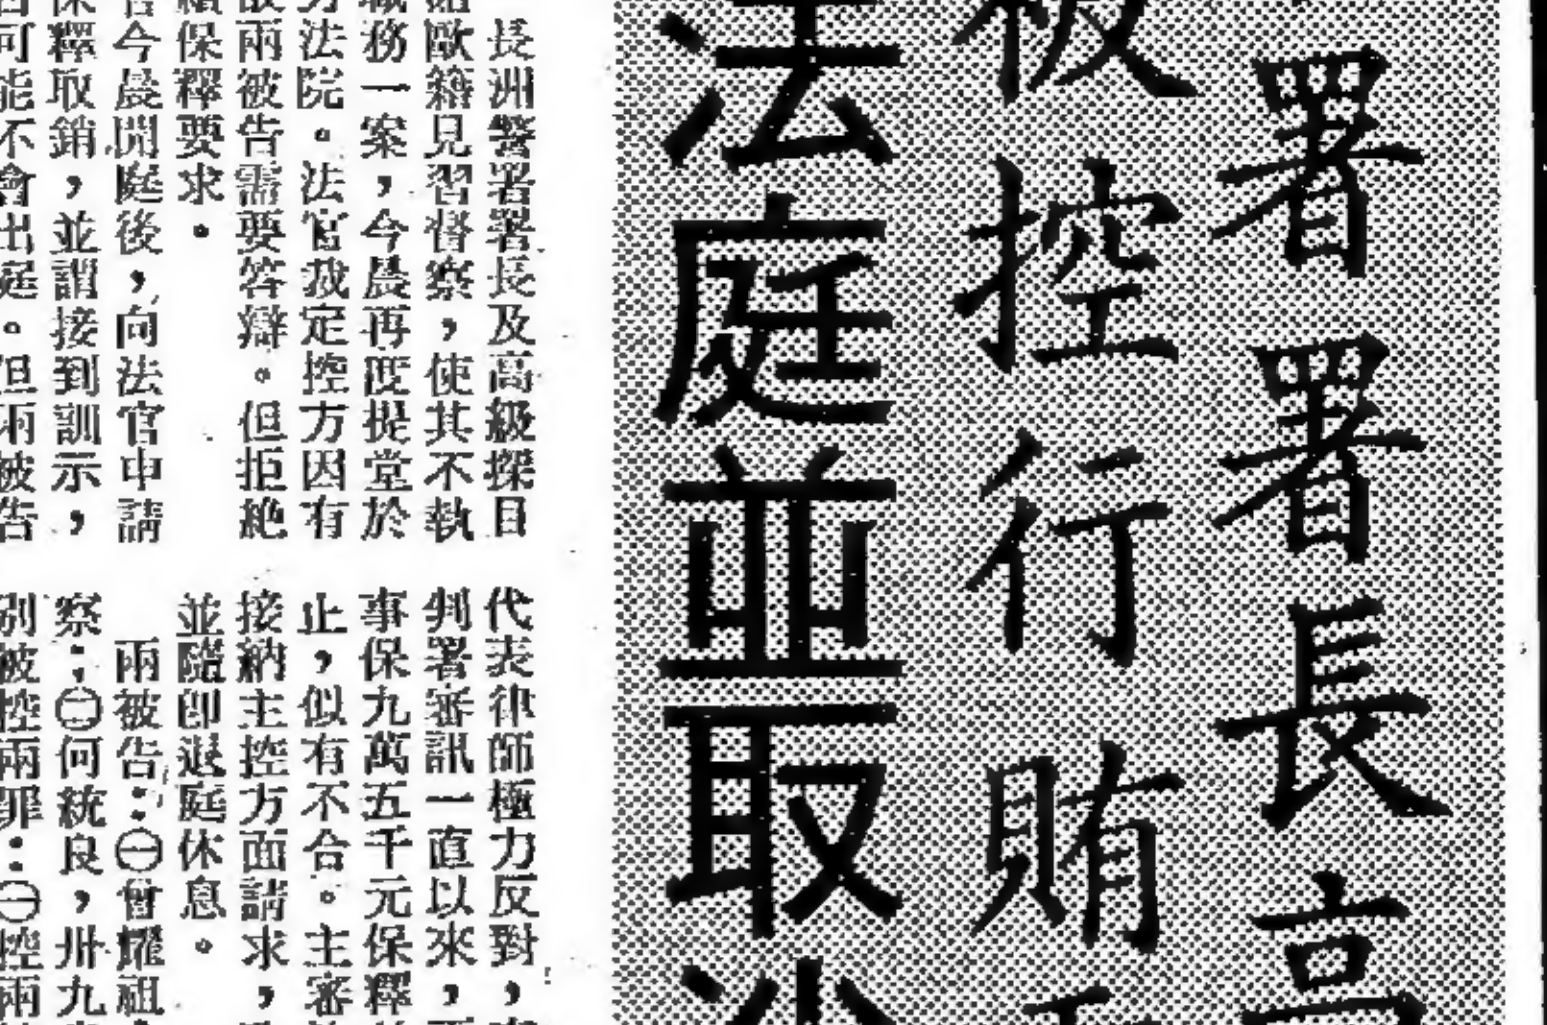 署署長高
被控行賄
法庭並取消
長洲警署署長及高級探目
賂歐籍見習督察，使其不執
職務一案，今晨再度提堂於
方法院。法官裁定控方因有
故兩被告需要答辯。但拒絕
續保釋要求。
官今晨開庭後，向法官申請
保釋取銷，並謂接到訓示，
可能不會出庭。但兩被告
代表律師極力反對，
判署審訊一直以來，
事保九萬五千元保釋
止，似有不合。主審
接納主控方面請求，
並隨即退庭休息。
兩被告：㊀曾耀祖
察；㊁何統良，卅九
別被控兩罪：㊀控兩